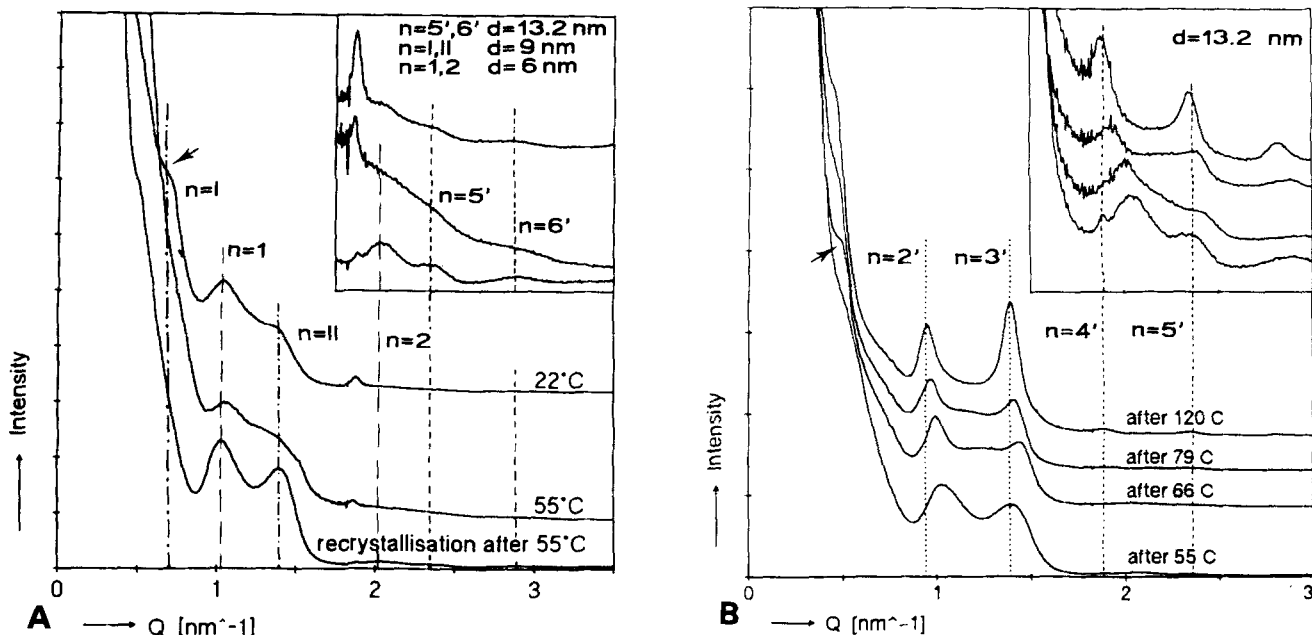 n=5',6' d=13.2 nm
n=I,II d=9 nm
n=1,2 d=6 nm
n=I
n=1
n=II
n=2
n=5'
n=6'
22°C
55°C
recrystallisation after 55°C
Intensity
0 1 2 3
A
Q [nm^-1]
B
d=13.2 nm
n=2' n=3'
n=4' n=5'
after 120 C
after 79 C
after 66 C
after 55 C
Intensity
0 1 2 3
Q [nm^-1]